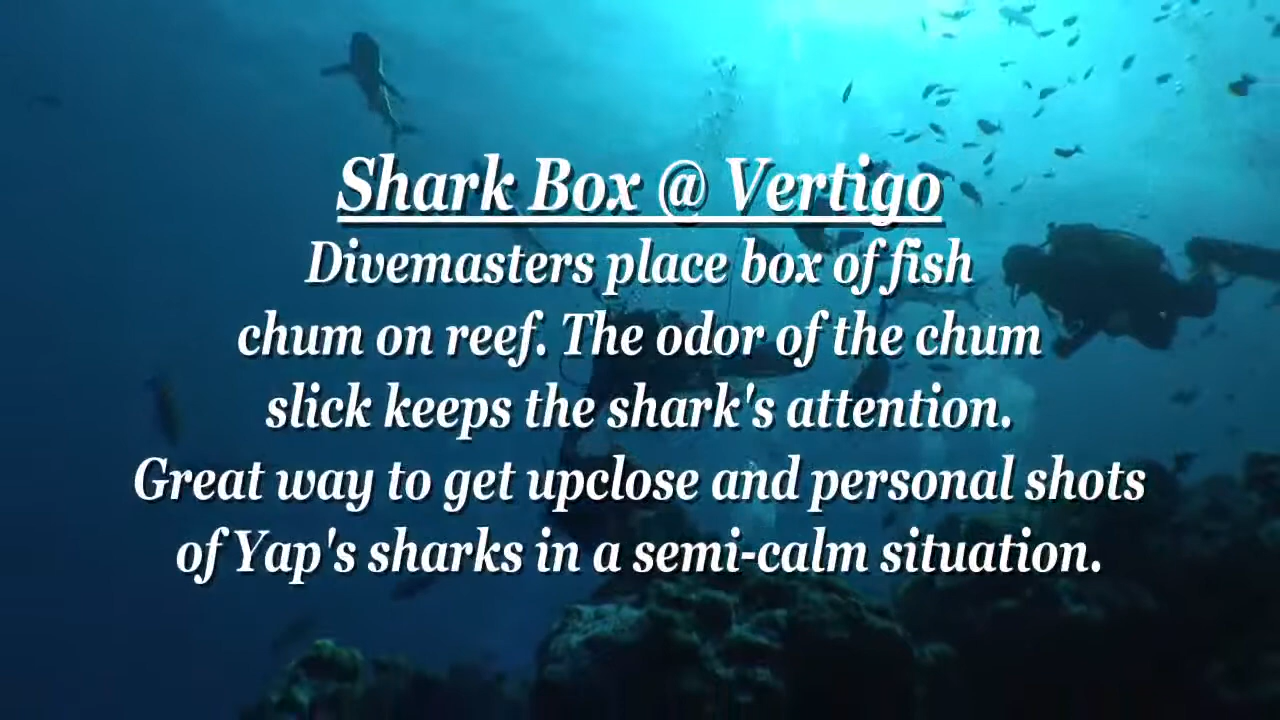 Shark Box @ Vertigo
Divemasters place box of fish
chum on reef. The odor of the chum
slick keeps the shark's attention.
Great way to get upclose and personal shots
of Yap's sharks in a semi-calm situation.